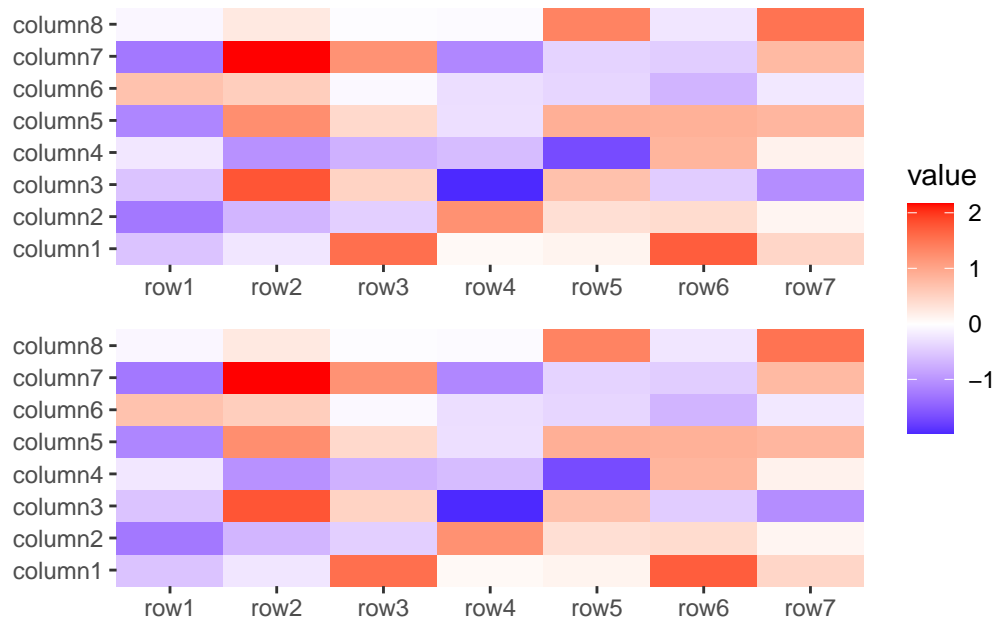 column8
column7
column6
column5
column4
column3
column2
column1
row1 row2 row3 row4 row5 row6 row7
value
2
1
0
−1
column8
column7
column6
column5
column4
column3
column2
column1
row1 row2 row3 row4 row5 row6 row7